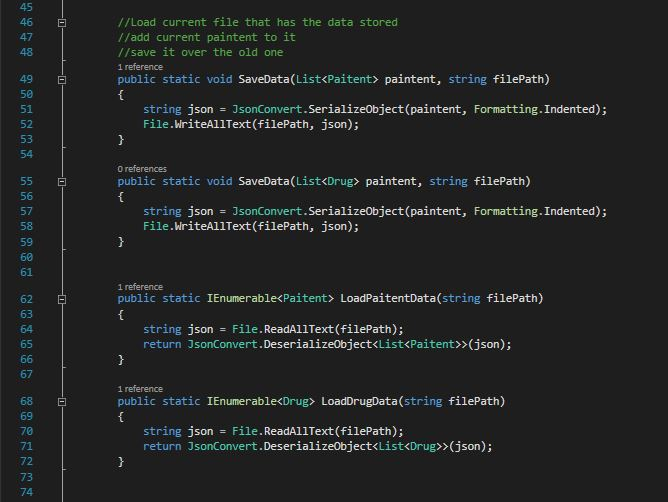 45
46 //Load current file that has the data stored
47 //add current paintent to it
48 //save it over the old one
1 reference
49 public static void SaveData(List<Paitent> paintent, string filePath)
50 {
51 string json = JsonConvert.SerializeObject(paintent, Formatting.Indented);
52 File.WriteAllText(filePath, json);
53 }
54
0 references
55 public static void SaveData(List<Drug> paintent, string filePath)
56 {
57 string json = JsonConvert.SerializeObject(paintent, Formatting.Indented);
58 File.WriteAllText(filePath, json);
59 }
60
61
1 reference
62 public static IEnumerable<Paitent> LoadPaitentData(string filePath)
63 {
64 string json = File.ReadAllText(filePath);
65 return JsonConvert.DeserializeObject<List<Paitent>>(json);
66 }
67
1 reference
68 public static IEnumerable<Drug> LoadDrugData(string filePath)
69 {
70 string json = File.ReadAllText(filePath);
71 return JsonConvert.DeserializeObject<List<Drug>>(json);
72 }
73
74